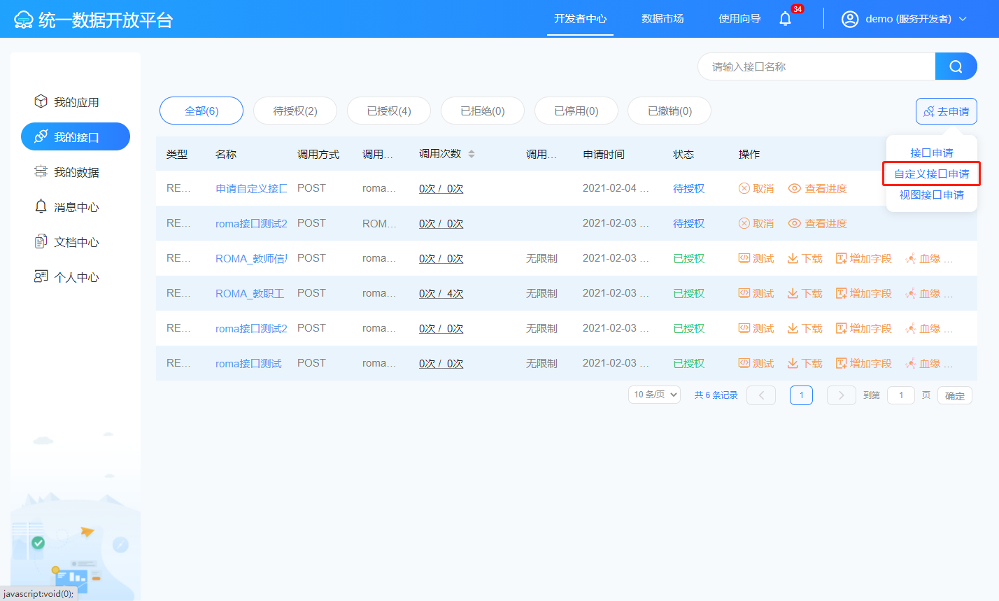 统一数据开放平台
开发者中心 数据市场 使用向导 34 demo (服务开发者)
请输入接口名称
我的应用
我的接口
我的数据
消息中心
文档中心
个人中心
全部(6) 待授权(2) 已授权(4) 已拒绝(0) 已停用(0) 已撤销(0) 去申请
接口申请
自定义接口申请
视图接口申请
类型 名称 调用方式 调用... 调用次数 调用... 申请时间 状态 操作
RE... 申请自定义接口 POST roma... 0次 / 0次 2021-02-04 ... 待授权 取消 查看进度
RE... roma接口测试2 POST ROM... 0次 / 0次 2021-02-03 ... 待授权 取消 查看进度
RE... ROMA_教师信 POST roma... 0次 / 0次 无限制 2021-02-03 ... 已授权 测试 下载 增加字段 血缘 ...
RE... ROMA_教职工 POST roma... 0次 / 4次 无限制 2021-02-03 ... 已授权 测试 下载 增加字段 血缘 ...
RE... roma接口测试2 POST roma... 0次 / 0次 无限制 2021-02-03 ... 已授权 测试 下载 增加字段 血缘 ...
RE... roma接口测试 POST roma... 0次 / 0次 无限制 2021-02-03 ... 已授权 测试 下载 增加字段 血缘 ...
10 条/页 共 6 条记录 1 到第 1 页 确定
javascript:void(0);